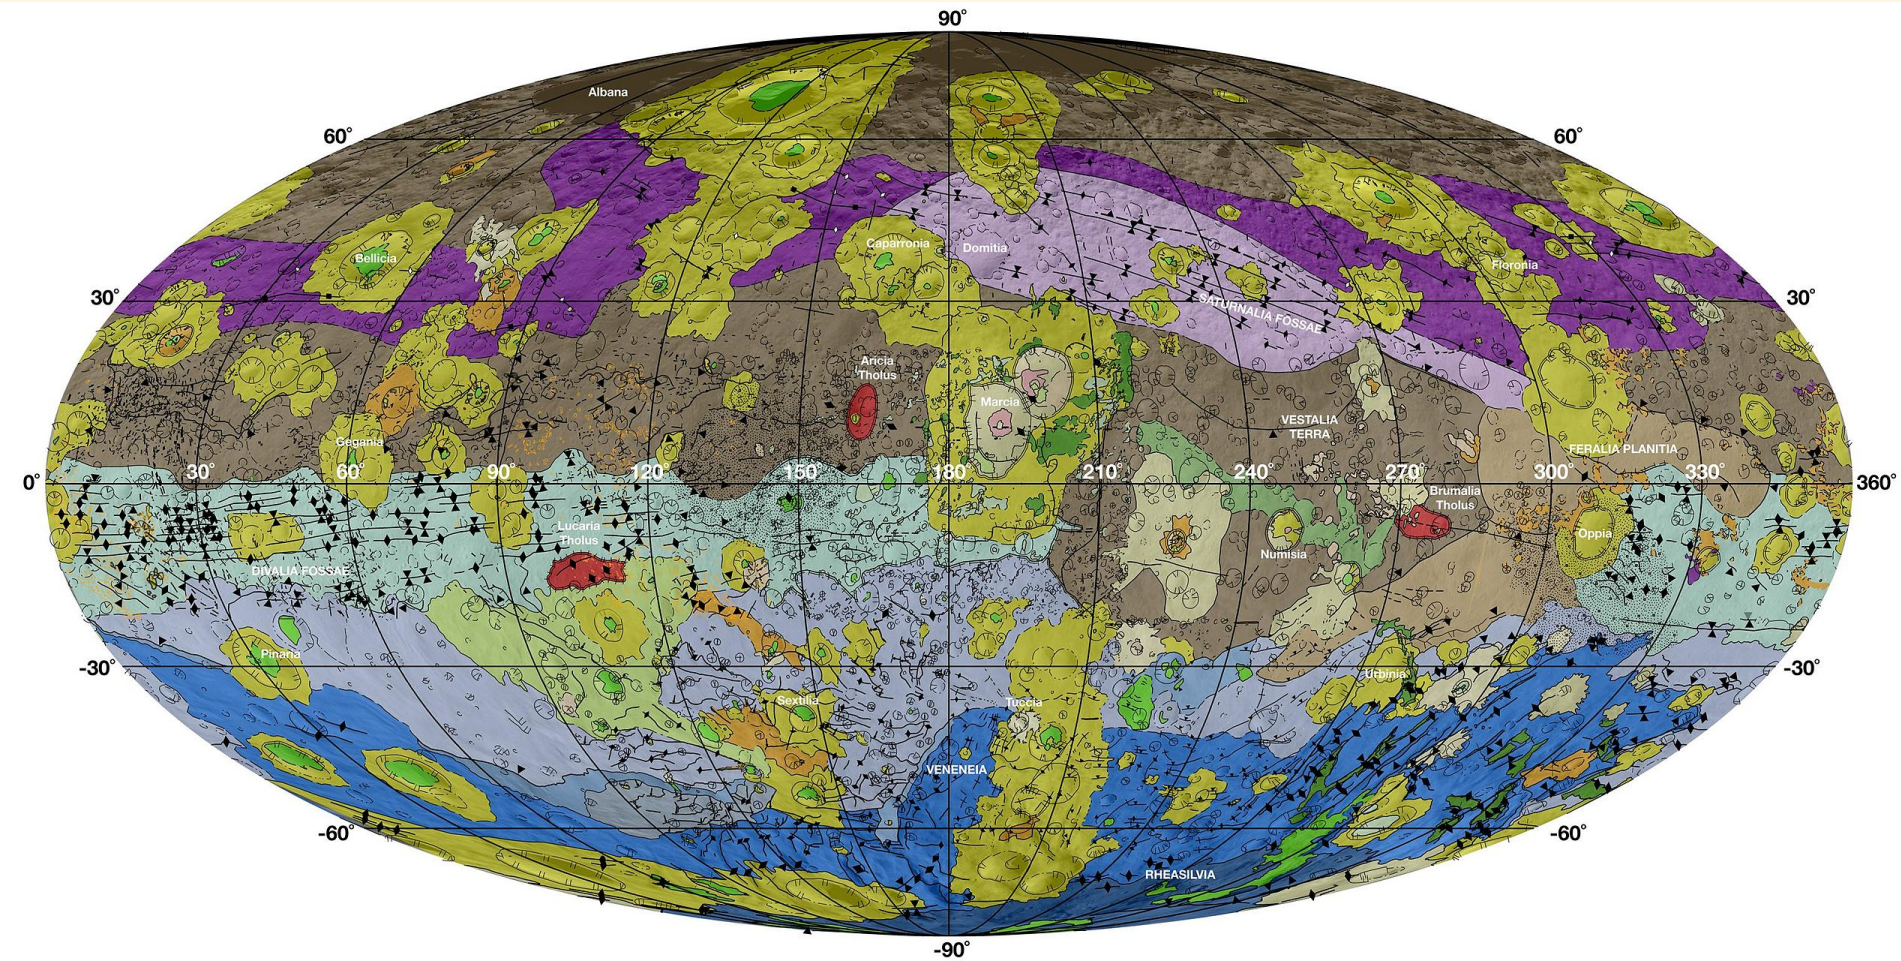 90°
Albana
60°
60°
Caparronia
Domitia
Bellicia
Floronia
30°
SATURNALIA FOSSAE
30°
Aricia
Tholus
Marcia
VESTALIA
TERRA
Gegania
FERALIA PLANITIA
0°
30°
60°
90°
120°
150°
180°
210°
240°
270°
300°
330°
360°
Brumalia
Tholus
Lucaria
Tholus
Numisia
Oppia
DIVALIA FOSSAE
Pinaria
-30°
-30°
Urbinia
Sextilia
Tuccia
VENENEIA
-60°
-60°
RHEASILVIA
-90°